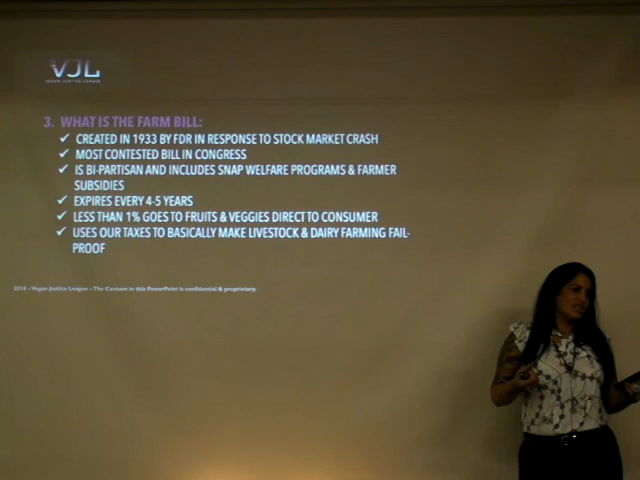 VJL
VEGAN JUSTICE LEAGUE
3. WHAT IS THE FARM BILL:
✓ CREATED IN 1933 BY FDR IN RESPONSE TO STOCK MARKET CRASH
✓ MOST CONTESTED BILL IN CONGRESS
✓ IS BI-PARTISAN AND INCLUDES SNAP WELFARE PROGRAMS & FARMER
SUBSIDIES
✓ EXPIRES EVERY 4-5 YEARS
✓ LESS THAN 1% GOES TO FRUITS & VEGGIES DIRECT TO CONSUMER
✓ USES OUR TAXES TO BASICALLY MAKE LIVESTOCK & DAIRY FARMING FAIL-
PROOF
- Vegan Justice League - The Content in this PowerPoint is confidential & proprietary.